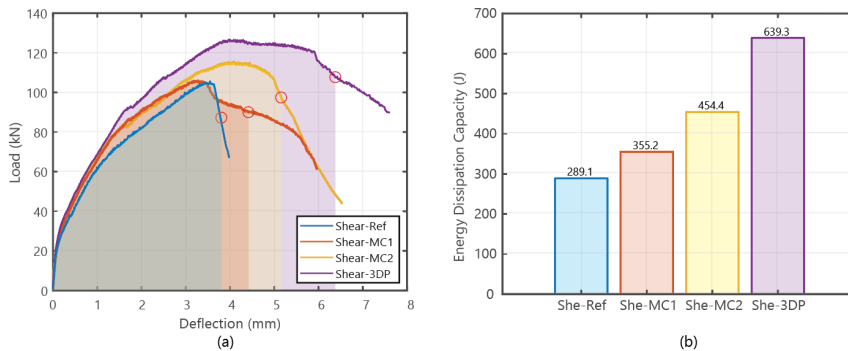 140
120
100
80
60
40
20
0
Load (kN)
Shear-Ref
Shear-MC1
Shear-MC2
Shear-3DP
0 1 2 3 4 5 6 7 8
Deflection (mm)
(a)
700
600
500
400
300
200
100
0
Energy Dissipation Capacity (J)
289.1
355.2
454.4
639.3
She-Ref She-MC1 She-MC2 She-3DP
(b)